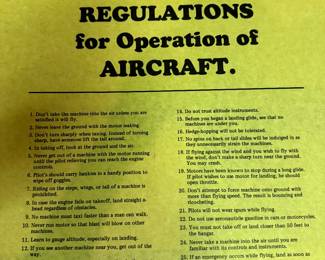 REGULATIONS
for Operation of
AIRCRAFT.
1. Don't take the machine into the air unless you are
satisfied it will fly.
2. Never leave the ground with the motor leaking.
3. Don't turn sharply when taxiing. Instead of turning
sharp, have someone lift the tail around.
4. In taking off, look at the ground and the air.
5. Never get out of a machine with the motor running
until the pilot relieving you can reach the engine
controls.
6. Pilot's should carry hankies in a handy position to
wipe off goggles.
7. Riding on the steps, wings, or tail of a machine is
prohibited.
8. In case the engine fails on takeoff, land straight a-
head regardless of obstacles.
9. No machine must taxi faster than a man can walk.
10. Never run motor so that blast will blow on other
machines.
11. Learn to gauge altitude, especially on landing.
12. If you see another machine near you, get out of the
way.
14. Do not trust altitude instruments.
15. Before you began a landing glide, see that no
machines are under you.
16. Hedge-hopping will not be tolerated.
17. No spins on back or tail slides will be indulged in as
they unnecessarily strain the machines.
18. If flying against the wind and you wish to fly with
the wind, don't make a sharp turn near the ground.
You may crash.
19. Motors have been known to stop during a long glide.
If pilot wishes to use motor for landing, he should
open throttle.
20. Don't attempt to force machine onto ground with
more than flying speed. The result is bounding and
ricocheting.
21. Pilots will not wear spurs while flying.
22. Do not use aeronautic gasoline in cars or motorcycles.
23. You must not take off or land closer than 50 feet to
the hangar.
24. Never take a machine into the air until you are
familiar with its controls and instruments.
25. If an emergency occurs while flying, land as soon as